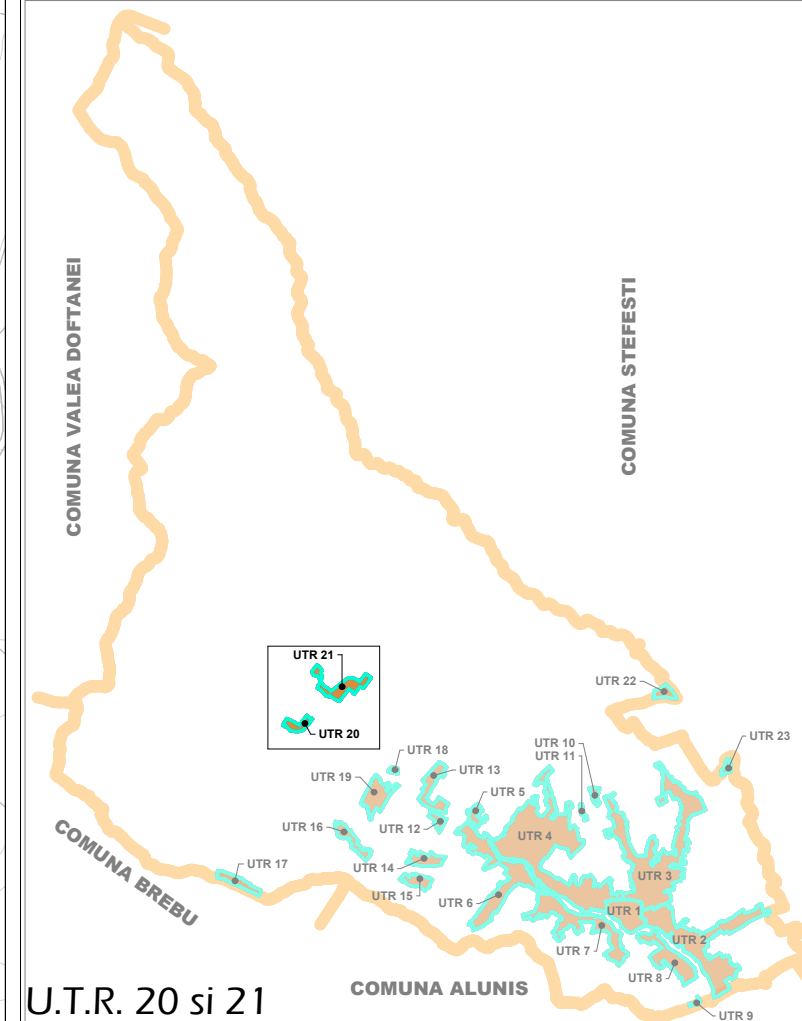 COMUNA VALEA DOFTANEI
COMUNA STEFESTI
UTR 21
UTR 20
UTR 22
UTR 23
UTR 18
UTR 13
UTR 10
UTR 11
UTR 19
UTR 5
UTR 12
UTR 16
UTR 4
UTR 14
UTR 17
UTR 15
UTR 3
UTR 6
UTR 1
UTR 7
UTR 2
UTR 8
UTR 9
COMUNA BREBU
COMUNA ALUNIS
U.T.R. 20 si 21